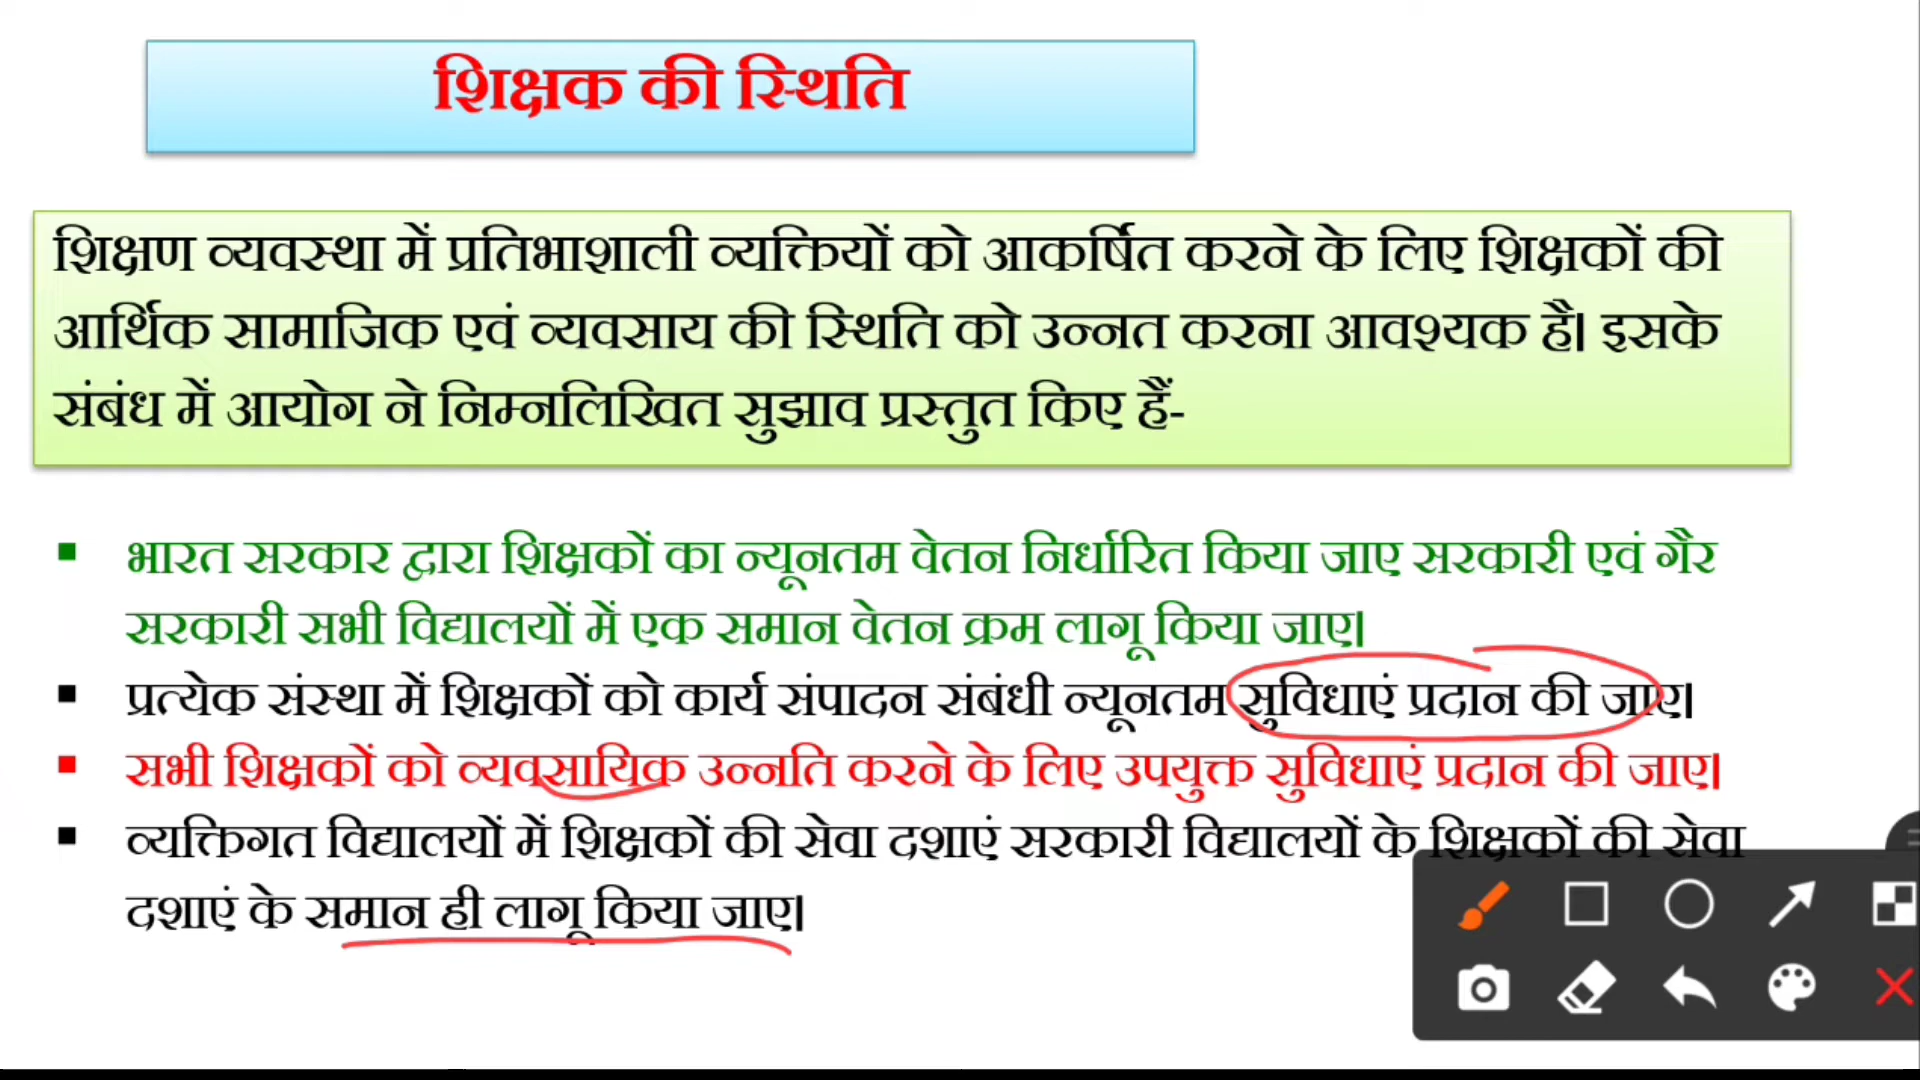 शिक्षक की स्थिति
शिक्षण व्यवस्था में प्रतिभाशाली व्यक्तियों को आकर्षित करने के लिए शिक्षकों की
आर्थिक सामाजिक एवं व्यवसाय की स्थिति को उन्नत करना आवश्यक है। इसके
संबंध में आयोग ने निम्नलिखित सुझाव प्रस्तुत किए हैं-
▪ भारत सरकार द्वारा शिक्षकों का न्यूनतम वेतन निर्धारित किया जाए सरकारी एवं गैर
सरकारी सभी विद्यालयों में एक समान वेतन क्रम लागू किया जाए।
▪ प्रत्येक संस्था में शिक्षकों को कार्य संपादन संबंधी न्यूनतम सुविधाएं प्रदान की जाए।
▪ सभी शिक्षकों को व्यवसायिक उन्नति करने के लिए उपयुक्त सुविधाएं प्रदान की जाए।
▪ व्यक्तिगत विद्यालयों में शिक्षकों की सेवा दशाएं सरकारी विद्यालयों के शिक्षकों की सेवा
दशाएं के समान ही लागू किया जाए।